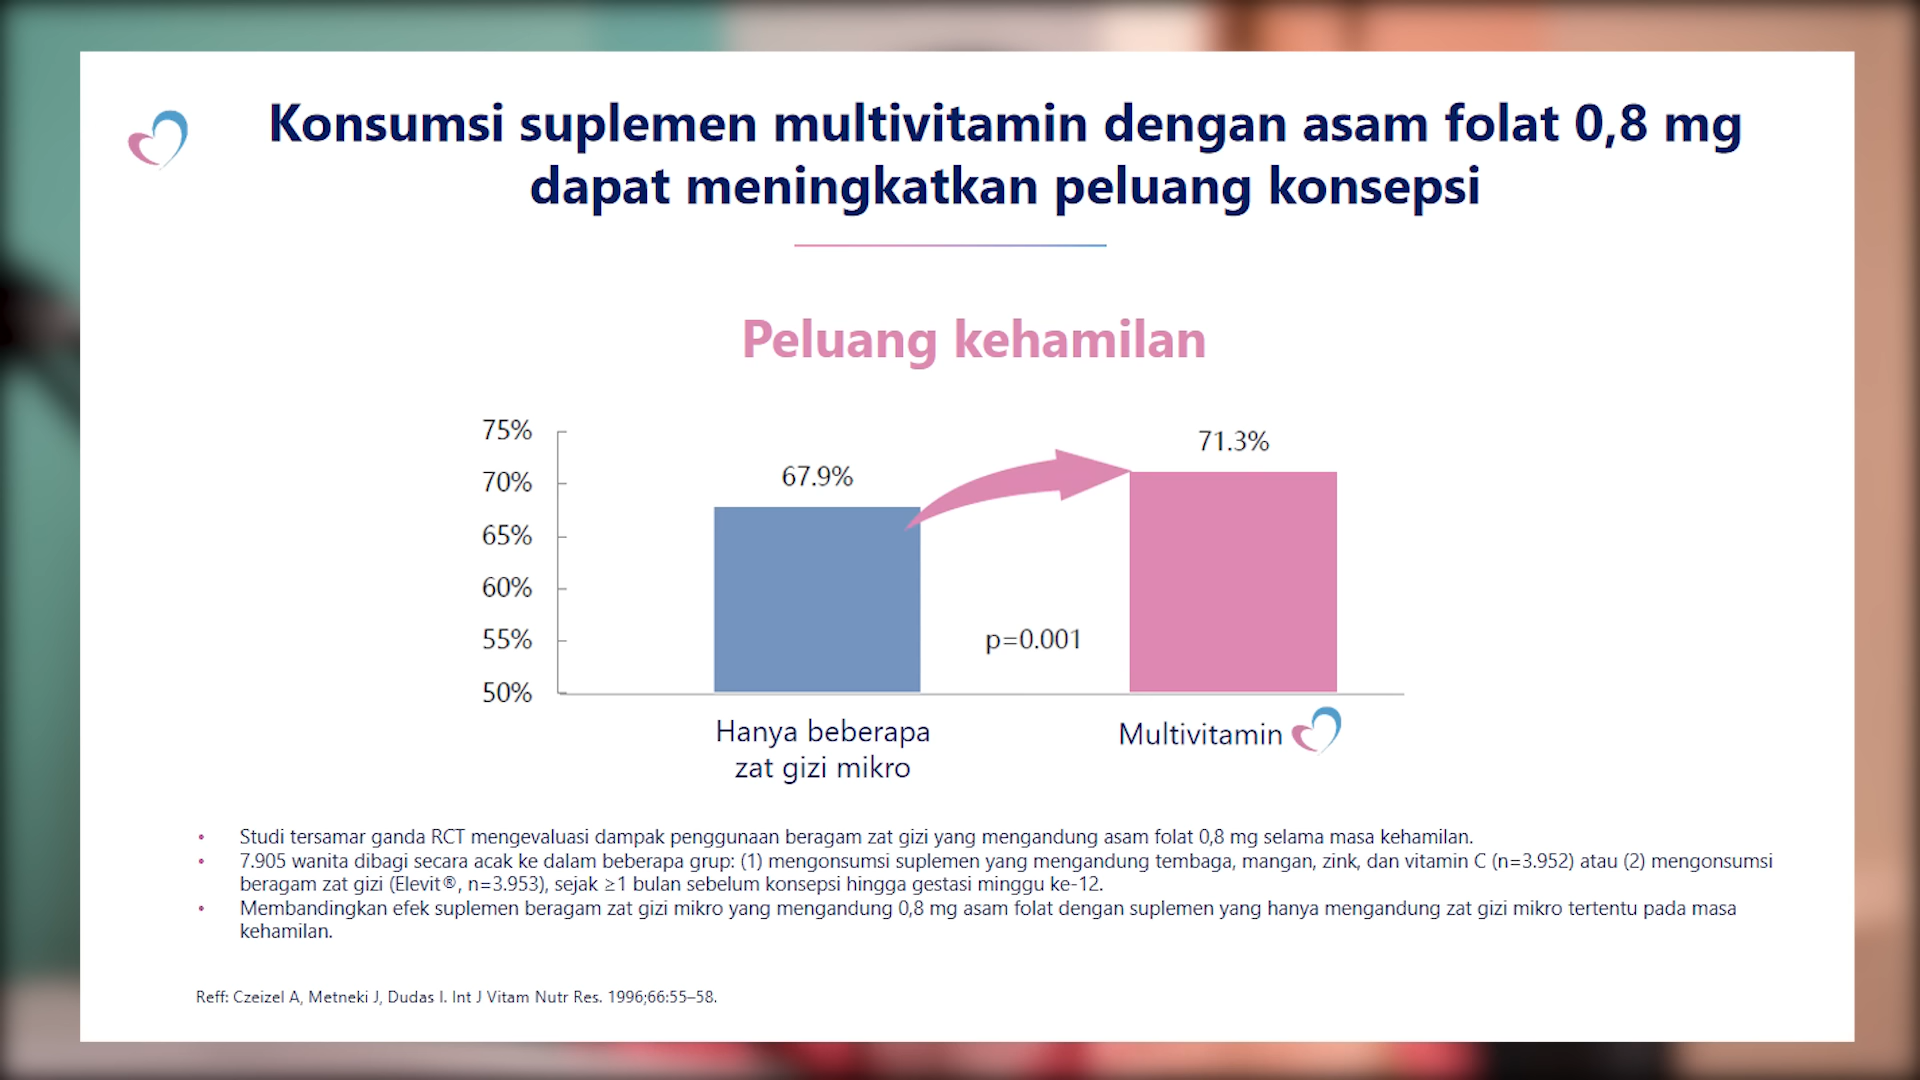 Konsumsi suplemen multivitamin dengan asam folat 0,8 mg
dapat meningkatkan peluang konsepsi
Peluang kehamilan
75%
70%
65%
60%
55%
50%
67.9%
71.3%
p=0.001
Hanya beberapa
zat gizi mikro
Multivitamin
• Studi tersamar ganda RCT mengevaluasi dampak penggunaan beragam zat gizi yang mengandung asam folat 0,8 mg selama masa kehamilan.
• 7.905 wanita dibagi secara acak ke dalam beberapa grup: (1) mengonsumsi suplemen yang mengandung tembaga, mangan, zink, dan vitamin C (n=3.952) atau (2) mengonsumsi
beragam zat gizi (Elevit®, n=3.953), sejak ≥1 bulan sebelum konsepsi hingga gestasi minggu ke-12.
• Membandingkan efek suplemen beragam zat gizi mikro yang mengandung 0,8 mg asam folat dengan suplemen yang hanya mengandung zat gizi mikro tertentu pada masa
kehamilan.
Reff: Czeizel A, Metneki J, Dudas I. Int J Vitam Nutr Res. 1996;66:55–58.